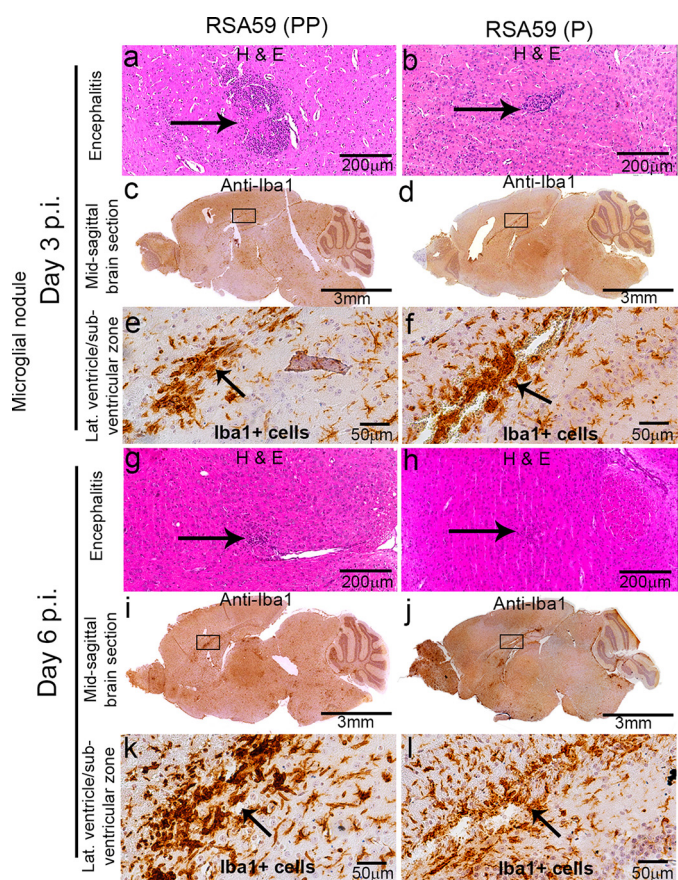 RSA59 (PP)
RSA59 (P)
Day 3 p.i.
Microglial nodule
Encephalitis
a
H & E
200µm
b
H & E
200µm
Mid-sagittal
brain section
c
Anti-Iba1
3mm
d
Anti-Iba1
3mm
Lat. ventricle/sub-
ventricular zone
e
Iba1+ cells
50µm
f
Iba1+ cells
50µm
Day 6 p.i.
Encephalitis
g
H & E
200µm
h
H & E
200µm
Mid-sagittal
brain section
i
Anti-Iba1
3mm
j
Anti-Iba1
3mm
Lat. ventricle/sub-
ventricular zone
k
Iba1+ cells
50µm
l
Iba1+ cells
50µm